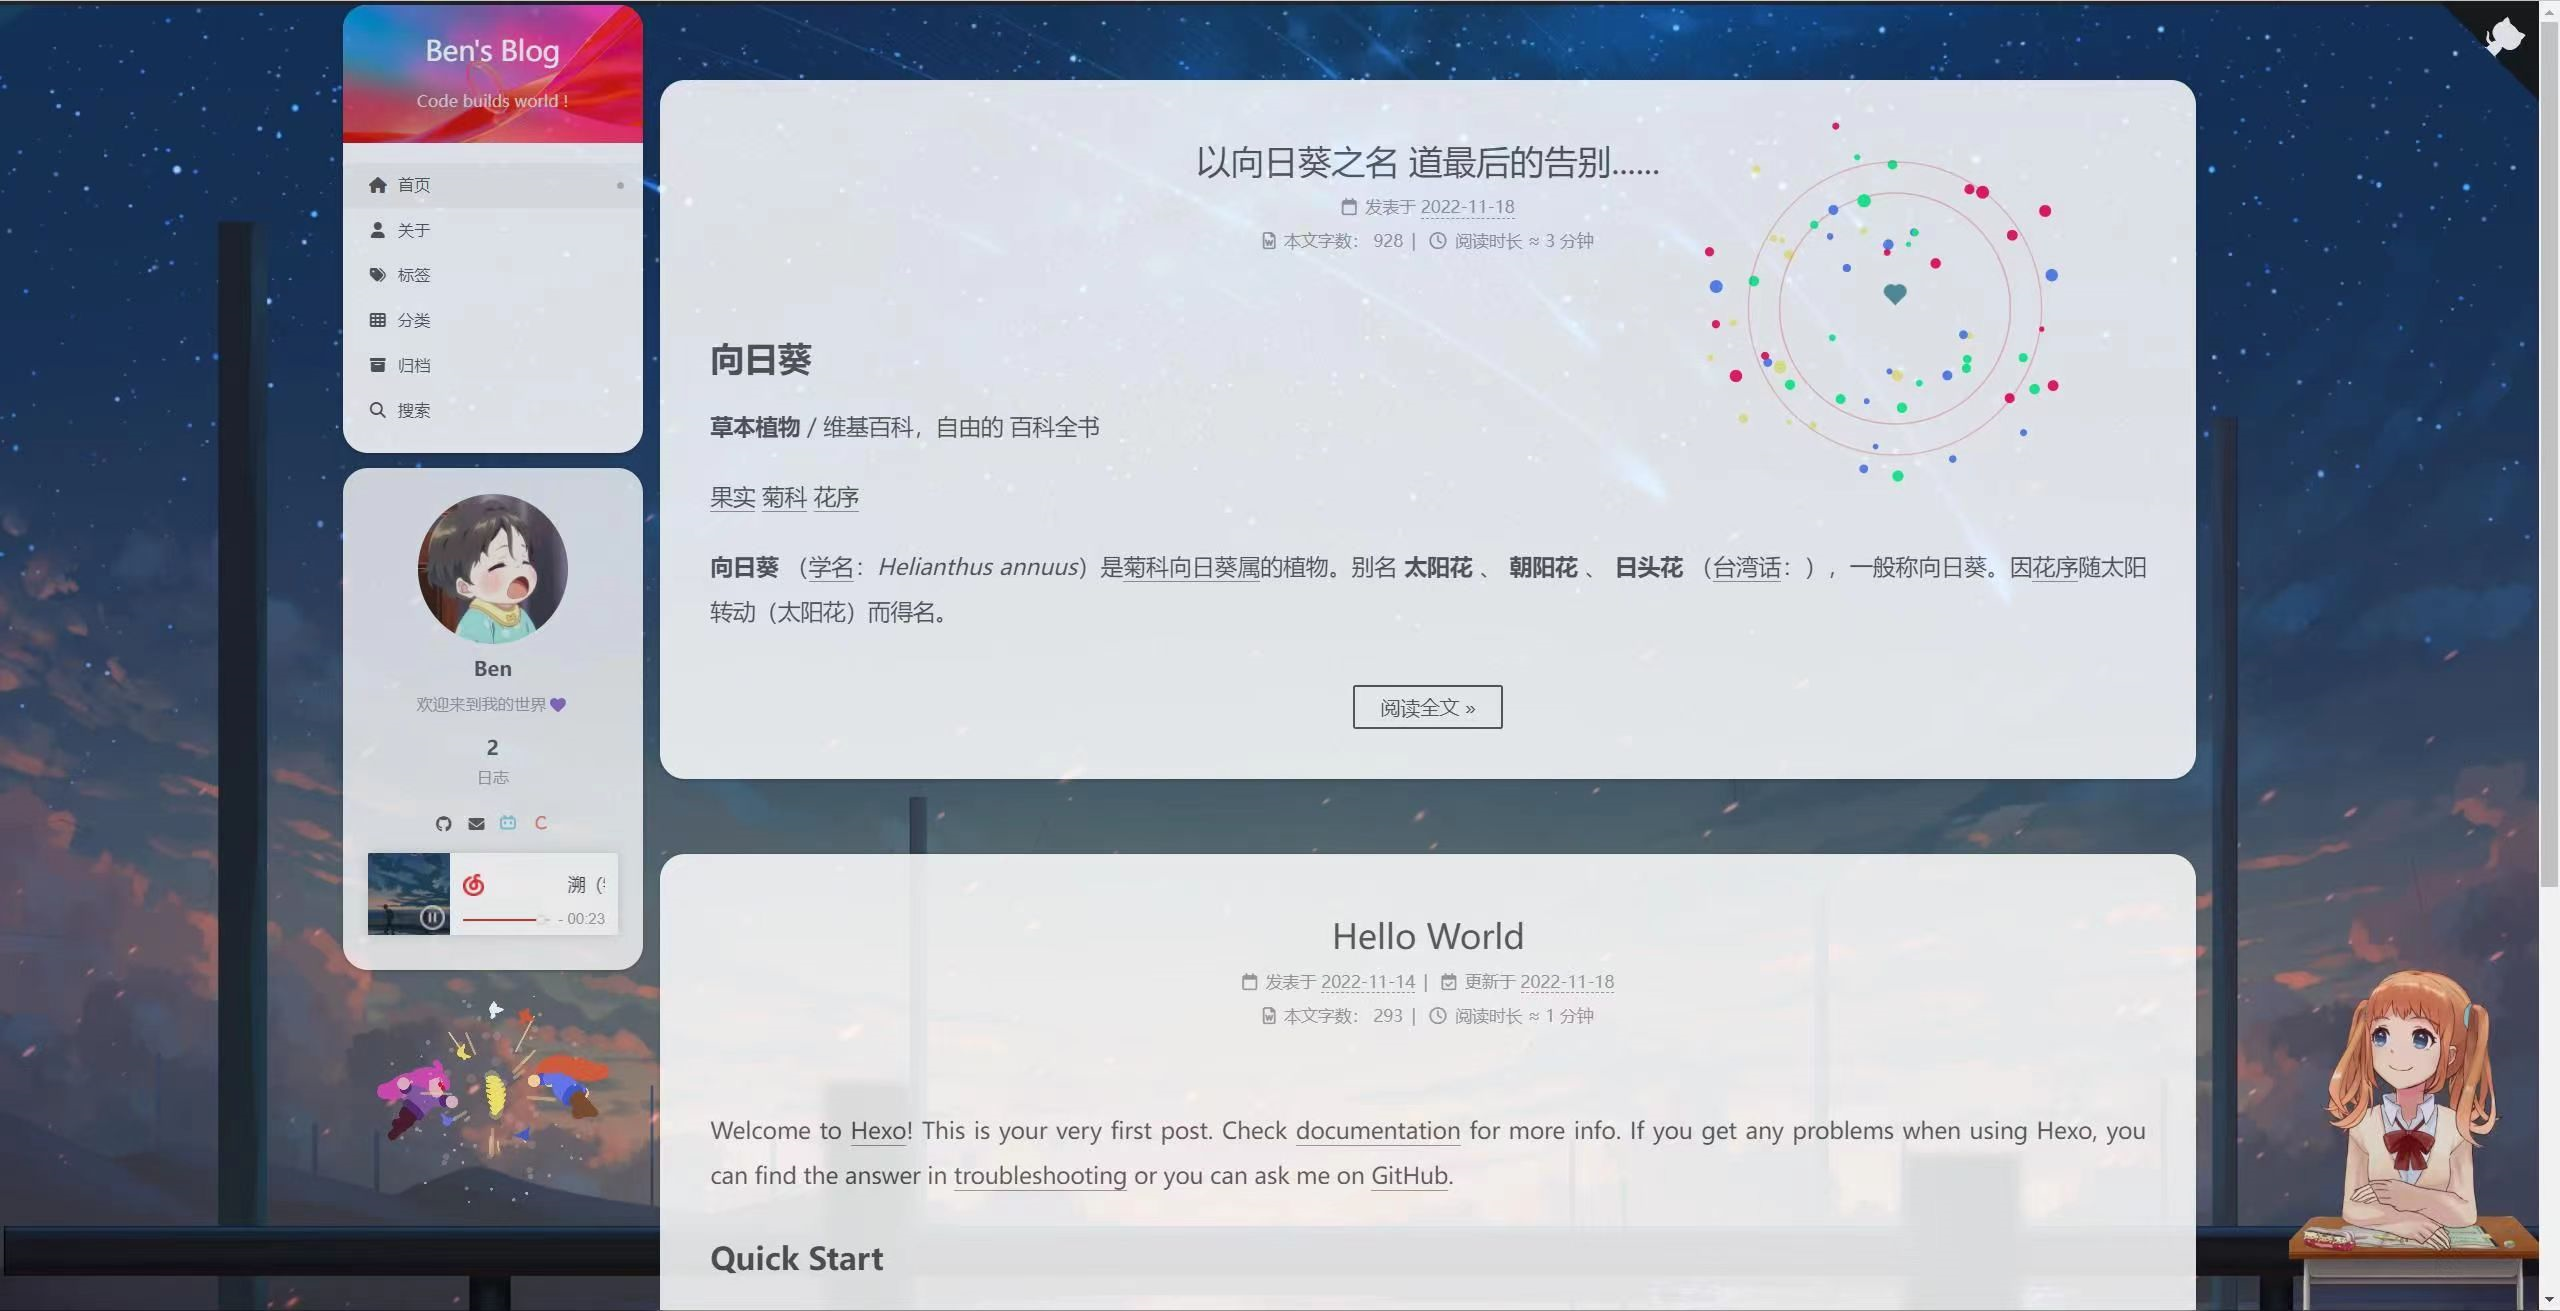 Ben's Blog
Code builds world !
首页
关于
标签
分类
归档
搜索
Ben
欢迎来到我的世界💜
2
日志
C
溯（
- 00:23
以向日葵之名 道最后的告别......
发表于 2022-11-18
本文字数： 928 | 阅读时长 ≈ 3 分钟
向日葵
草本植物 / 维基百科，自由的 百科全书
果实 菊科 花序
向日葵 （学名：Helianthus annuus）是菊科向日葵属的植物。别名 太阳花 、 朝阳花 、 日头花 （台湾话：），一般称向日葵。因花序随太阳
转动（太阳花）而得名。
阅读全文 »
Hello World
发表于 2022-11-14 | 更新于 2022-11-18
本文字数： 293 | 阅读时长 ≈ 1 分钟
Welcome to Hexo! This is your very first post. Check documentation for more info. If you get any problems when using Hexo, you
can find the answer in troubleshooting or you can ask me on GitHub.
Quick Start